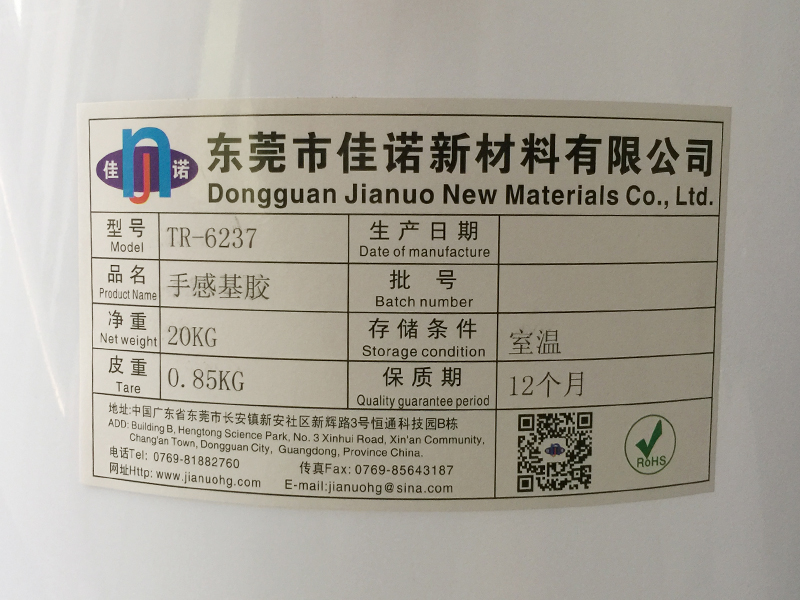 佳 nj 诺
东莞市佳诺新材料有限公司
Dongguan Jianuo New Materials Co., Ltd.
型号 TR-6237 生产日期
Model Date of manufacture
品名 手感基胶 批号
Product Name Batch number
净重 20KG 存储条件 室温
Net weight Storage condition
皮重 0.85KG 保质期 12个月
Tare Quality guarantee period
地址:中国广东省东莞市长安镇新安社区新辉路3号恒通科技园B栋
ADD: Building B, Hengtong Science Park, No. 3 Xinhui Road, Xin'an Community,
Chang'an Town, Dongguan City, Guangdong, Province China.
电话Tel: 0769-81882760 传真Fax: 0769-85643187
网址Http: www.jianuohg.com E-mail:jianuohg@sina.com
RoHS